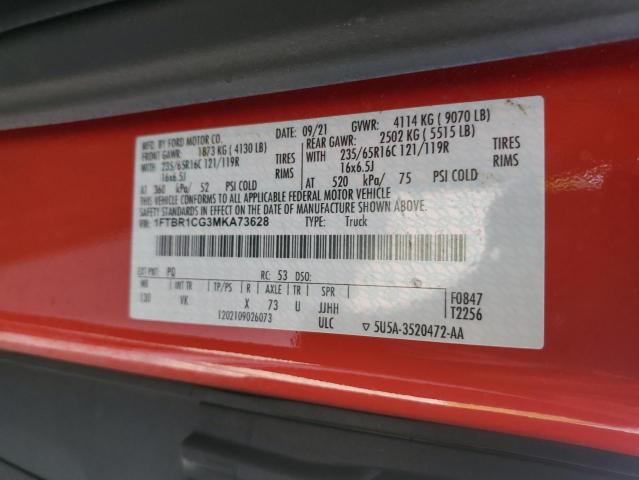 MFG. BY FORD MOTOR CO.
DATE: 09/21 GVWR: 4114 KG ( 9070 LB)
FRONT GAWR: 1873 KG ( 4130 LB) REAR GAWR: 2502 KG ( 5515 LB)
WITH 235/65R16C 121/119R TIRES WITH 235/65R16C 121/119R TIRES
16x6.5J RIMS 16x6.5J RIMS
AT 360 kPa/ 52 PSI COLD AT 520 kPa/ 75 PSI COLD
THIS VEHICLE CONFORMS TO ALL APPLICABLE FEDERAL MOTOR VEHICLE
SAFETY STANDARDS IN EFFECT ON THE DATE OF MANUFACTURE SHOWN ABOVE.
VIN: 1FTBR1CG3MKA73628 TYPE: Truck
EXT PNT: PQ RC: 53 DSO:
WB INT TR TP/PS R AXLE TR SPR F0847
130 VK X 73 U JJHH T2256
1202109026073 ULC ▽ 5U5A-3520472-AA